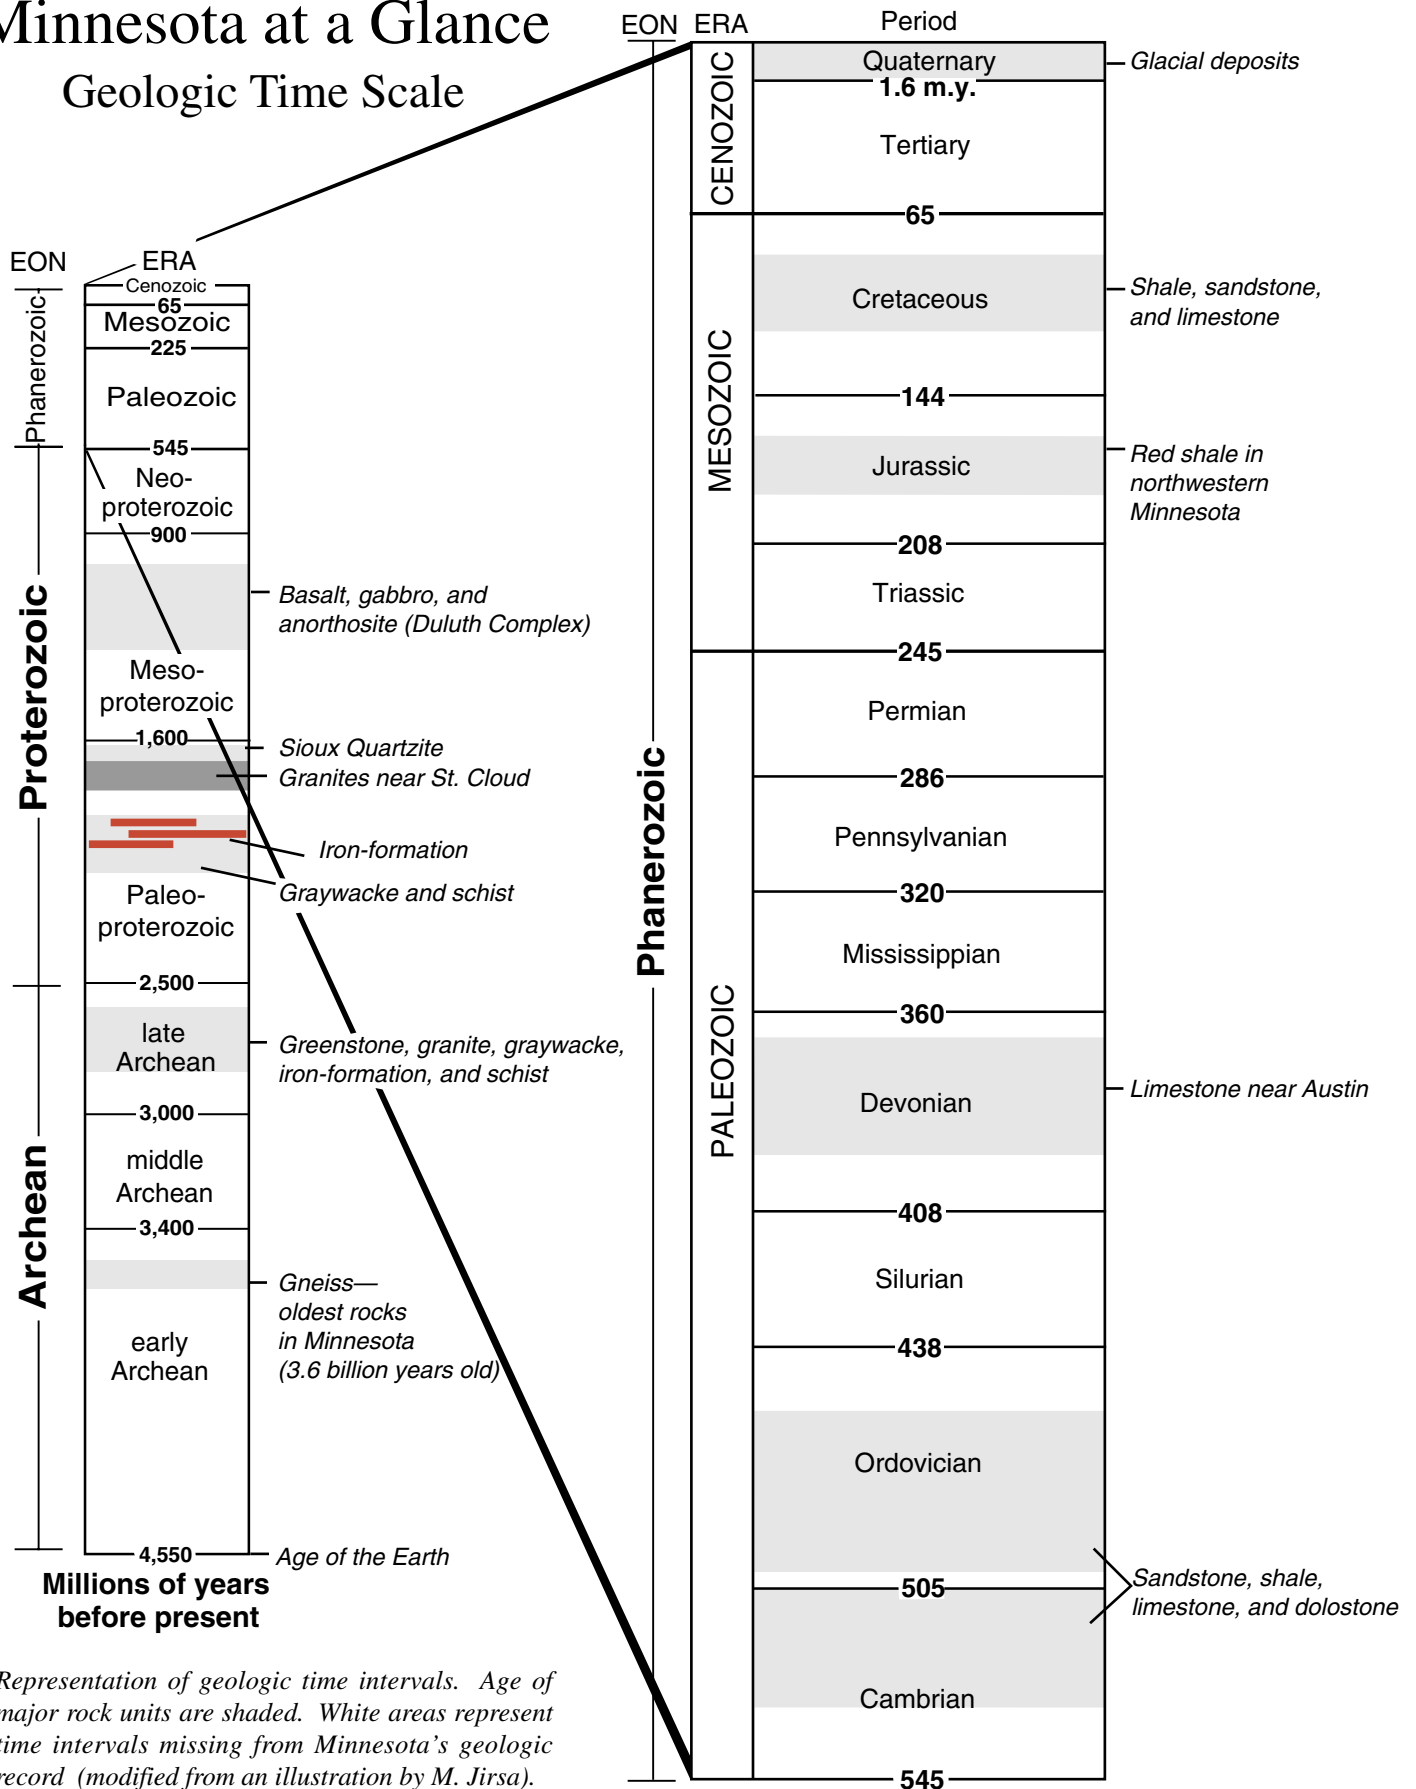 Minnesota at a Glance
Geologic Time Scale
EON
ERA
Cenozoic
65
Mesozoic
225
Paleozoic
545
Neo-
proterozoic
900
Meso-
proterozoic
1,600
Paleo-
proterozoic
2,500
late
Archean
3,000
middle
Archean
3,400
early
Archean
4,550
Millions of years
before present
Phanerozoic
Proterozoic
Archean
Basalt, gabbro, and
anorthosite (Duluth Complex)
Sioux Quartzite
Granites near St. Cloud
Iron-formation
Graywacke and schist
Greenstone, granite, graywacke,
iron-formation, and schist
Gneiss—
oldest rocks
in Minnesota
(3.6 billion years old)
Age of the Earth
Representation of geologic time intervals. Age of
major rock units are shaded. White areas represent
time intervals missing from Minnesota's geologic
record (modified from an illustration by M. Jirsa).
EON
ERA
Period
Phanerozoic
CENOZOIC
MESOZOIC
PALEOZOIC
Quaternary
1.6 m.y.
Tertiary
65
Cretaceous
144
Jurassic
208
Triassic
245
Permian
286
Pennsylvanian
320
Mississippian
360
Devonian
408
Silurian
438
Ordovician
505
Cambrian
545
Glacial deposits
Shale, sandstone,
and limestone
Red shale in
northwestern
Minnesota
Limestone near Austin
Sandstone, shale,
limestone, and dolostone